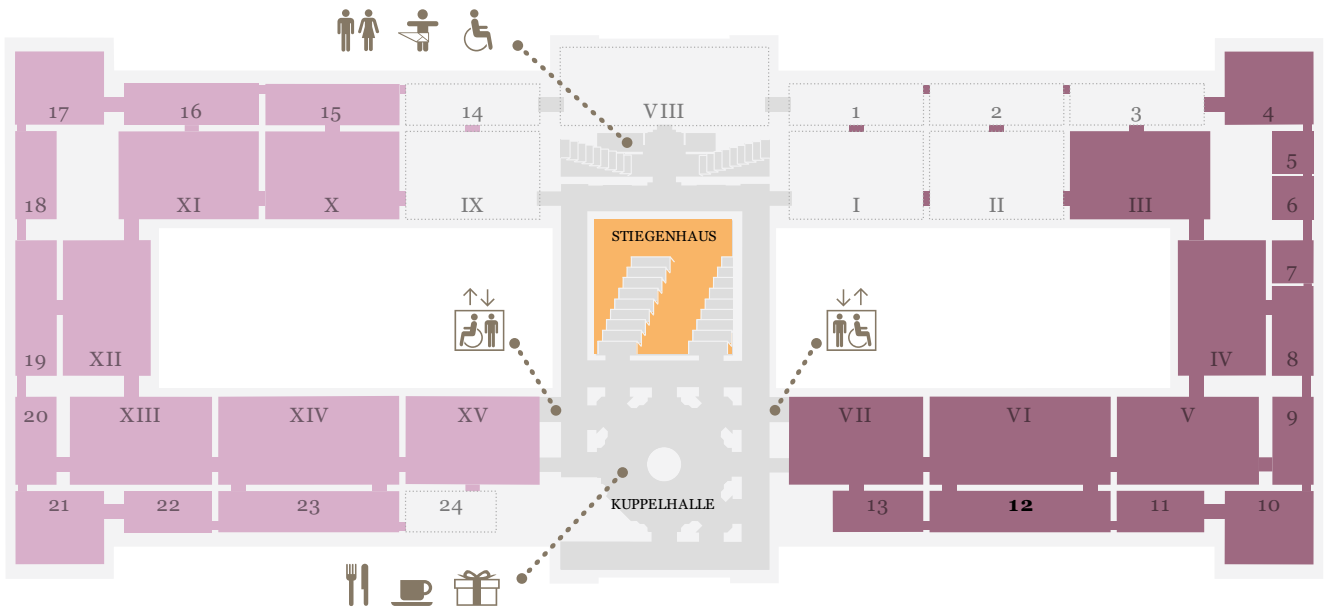 17 16 15 14 VIII 1 2 3 4
5
18 XI X IX I II III 6
STIEGENHAUS
7
19 XII IV 8
20 XIII XIV XV VII VI V 9
21 22 23 24 KUPPELHALLE 13 12 11 10